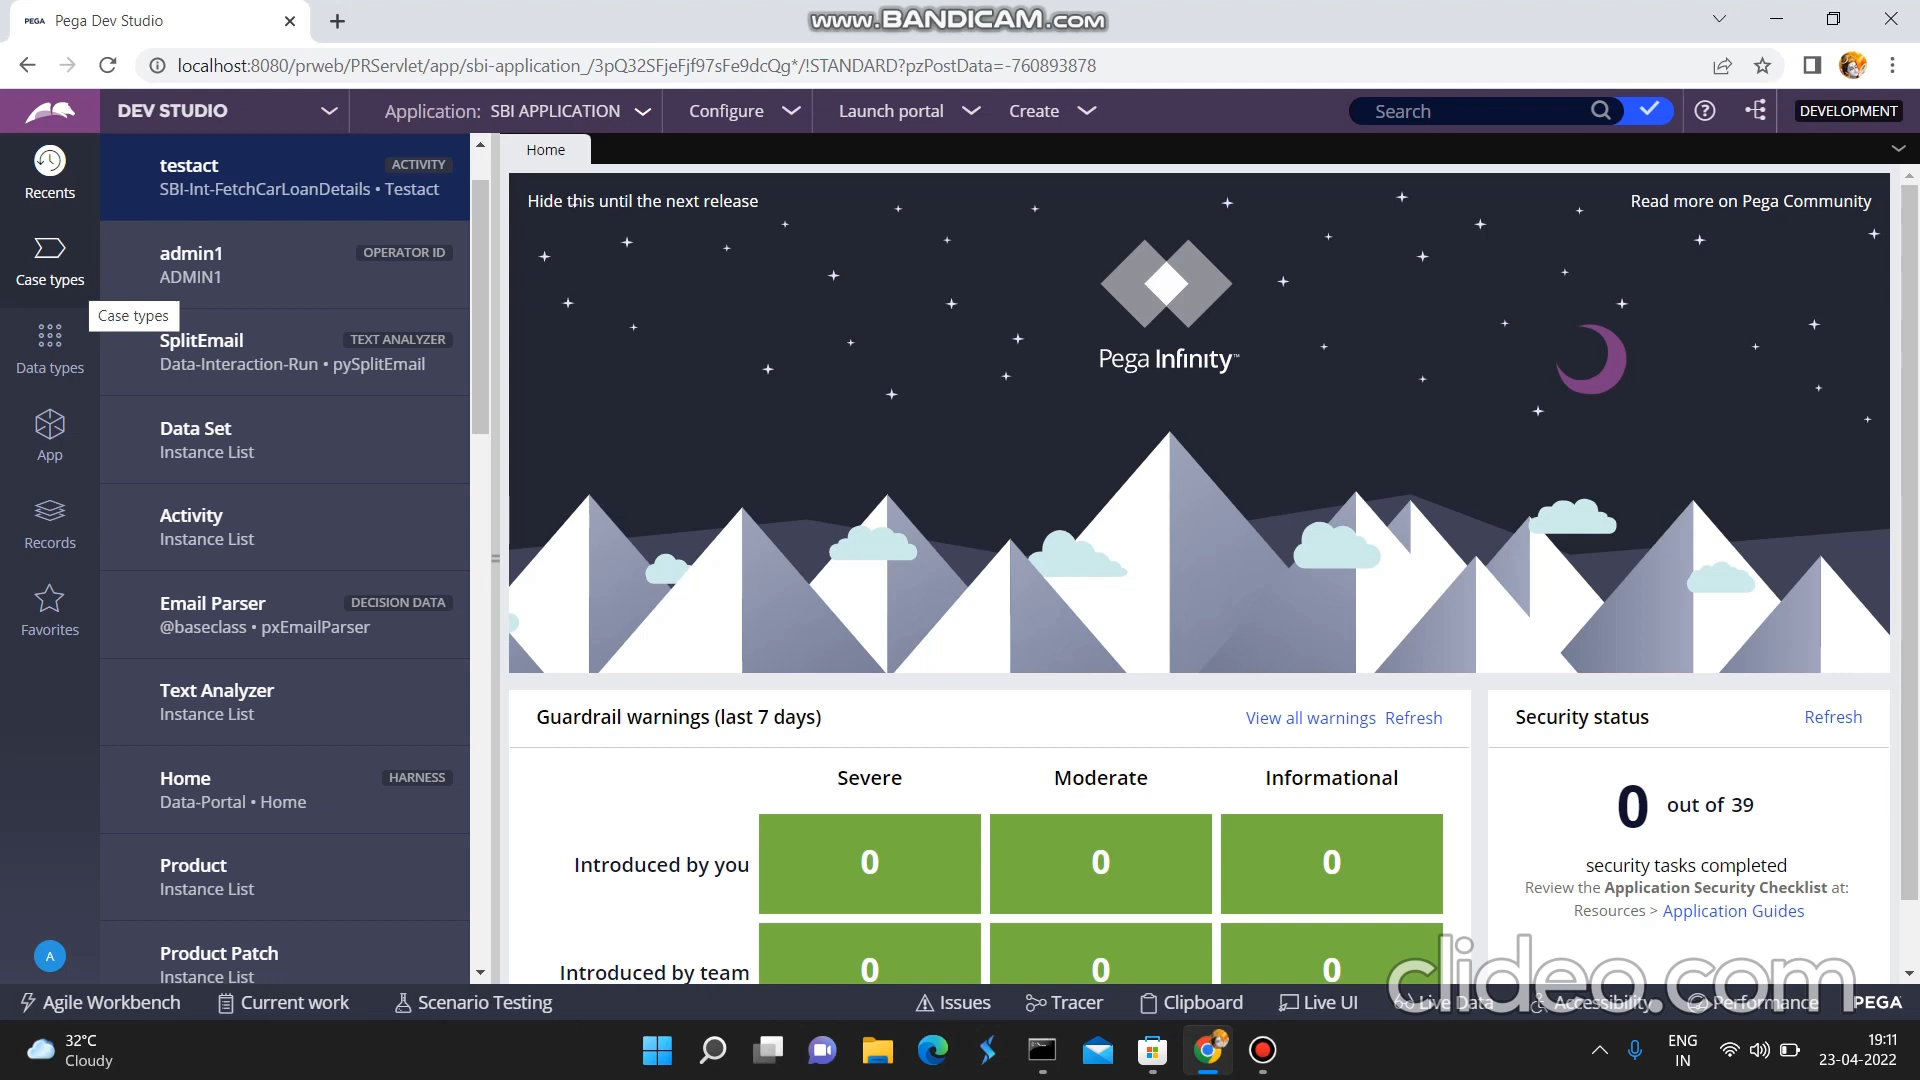 PEGA Pega Dev Studio
www.BANDICAM.com
localhost:8080/prweb/PRServlet/app/sbi-application_/3pQ32SFjeFjf97sFe9dcQg*/!STANDARD?pzPostData=-760893878
DEV STUDIO
Application: SBI APPLICATION
Configure
Launch portal
Create
Search
DEVELOPMENT
Recents
Case types
Case types
Data types
App
Records
Favorites
A
testact ACTIVITY
SBI-Int-FetchCarLoanDetails • Testact
admin1 OPERATOR ID
ADMIN1
SplitEmail TEXT ANALYZER
Data-Interaction-Run • pySplitEmail
Data Set
Instance List
Activity
Instance List
Email Parser DECISION DATA
@baseclass • pxEmailParser
Text Analyzer
Instance List
Home HARNESS
Data-Portal • Home
Product
Instance List
Product Patch
Instance List
Home
Hide this until the next release
Read more on Pega Community
Pega Infinity™
Guardrail warnings (last 7 days)
View all warnings Refresh
Severe Moderate Informational
Introduced by you 0 0 0
Introduced by team 0 0 0
Security status Refresh
0 out of 39
security tasks completed
Review the Application Security Checklist at:
Resources > Application Guides
clideo.com
Agile Workbench Current work Scenario Testing Issues Tracer Clipboard Live UI Live Data Accessibility Performance PEGA
32°C
Cloudy
ENG
IN
19:11
23-04-2022